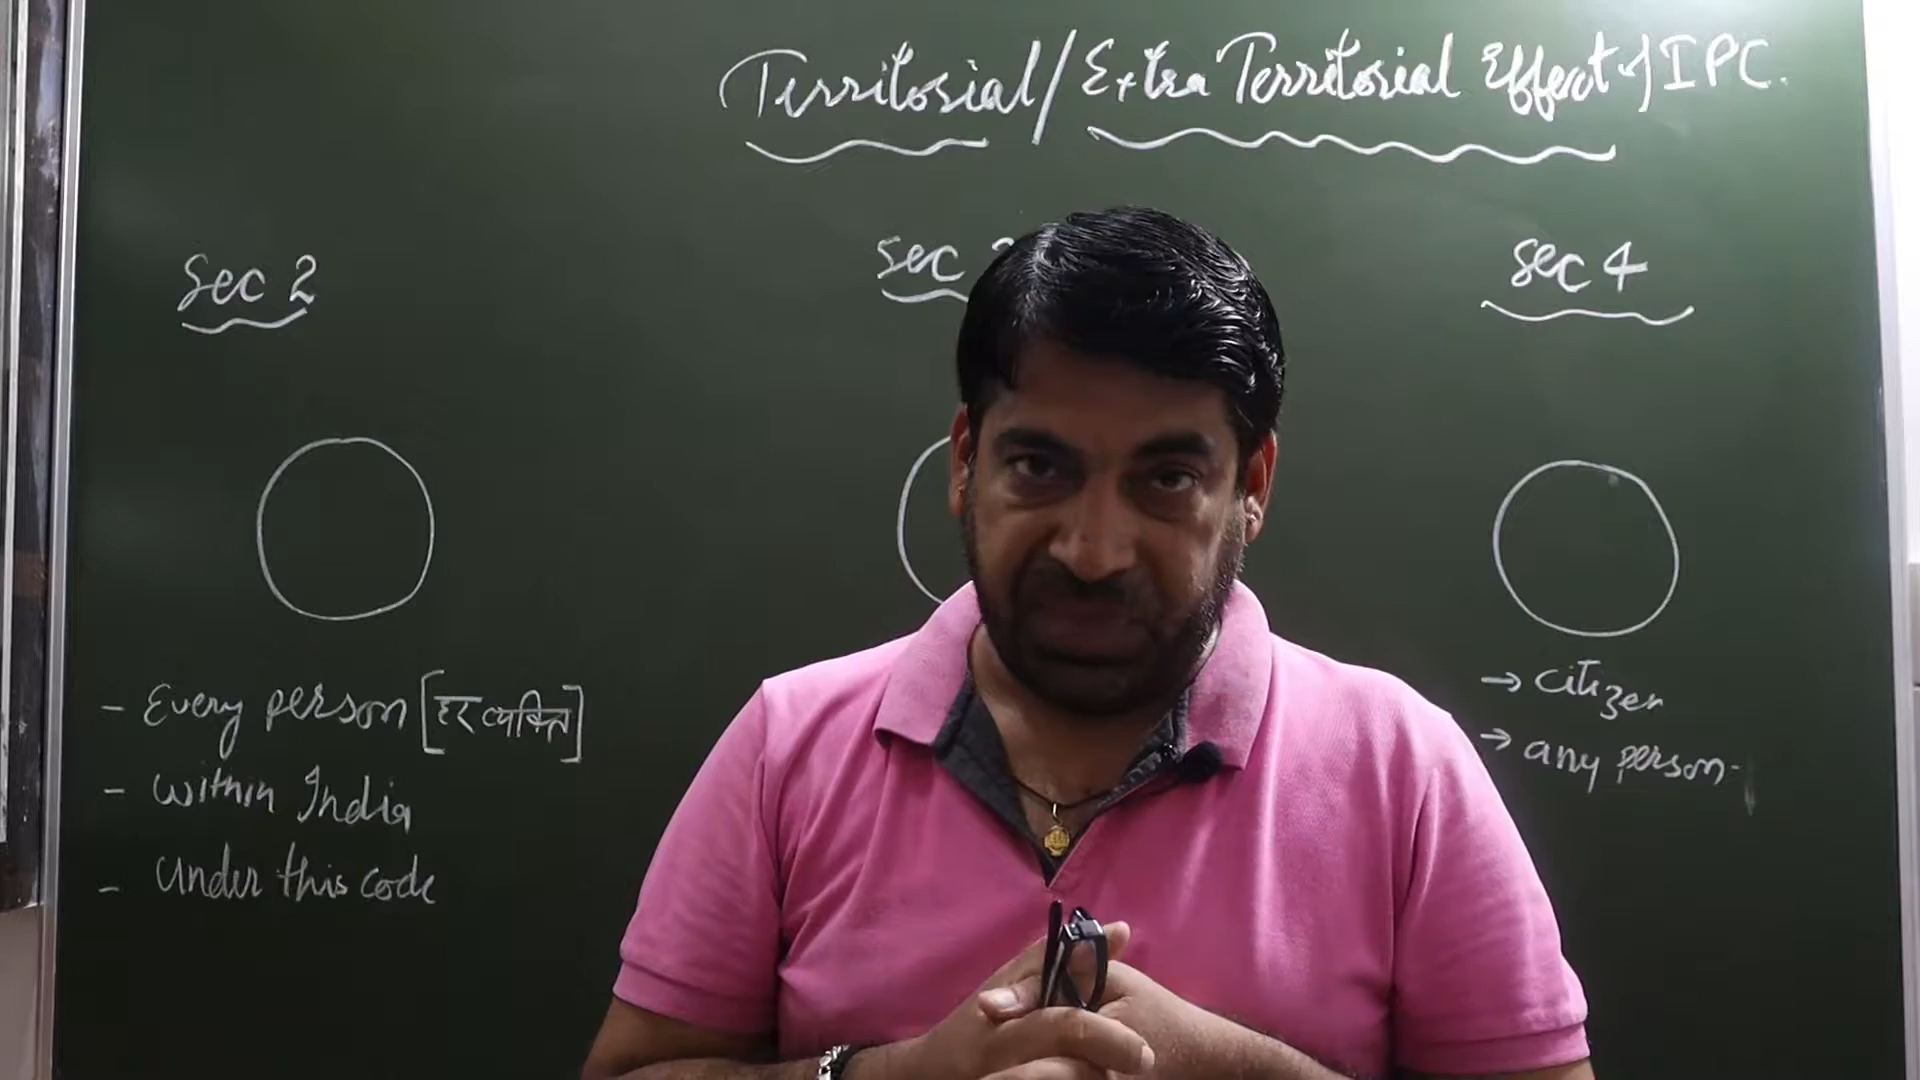 Territorial/Extra Territorial Effect of IPC.
Sec 2
Sec
Sec 4
- Every person [हर व्यक्ति]
- within India
- under this code
→ citizen
→ any person-